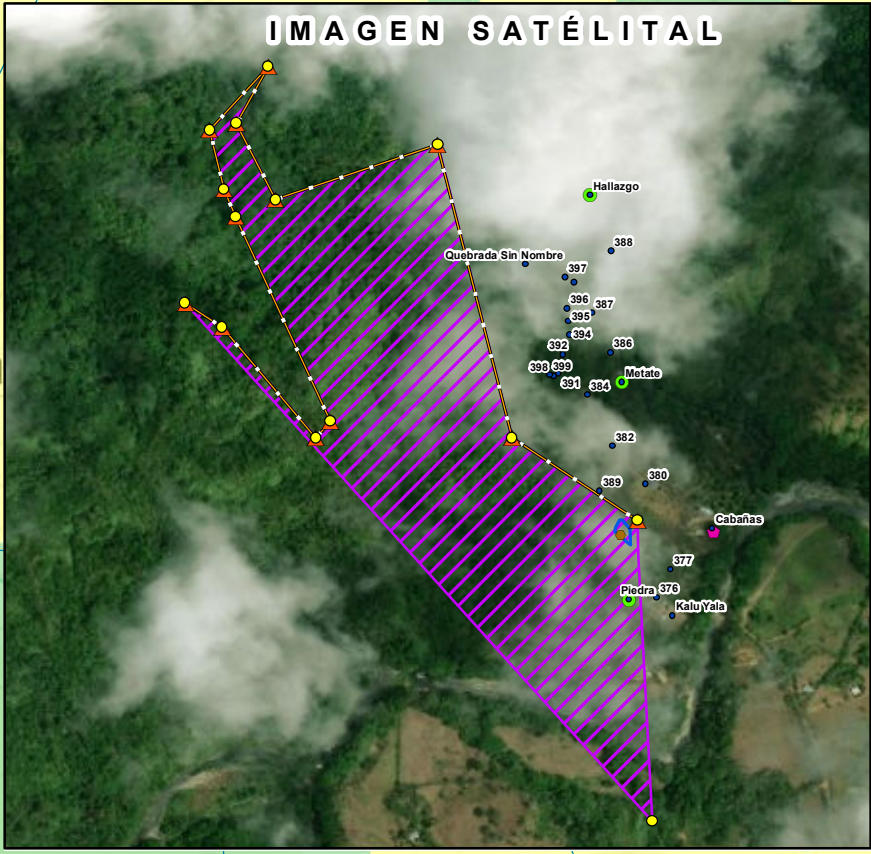 IMAGEN SATÉLITAL
Hallazgo
388
Quebrada Sin Nombre
397
396
387
395
394
392
386
398
399
Metate
391
384
382
380
389
Cabañas
377
Piedra
376
Kalu Yala